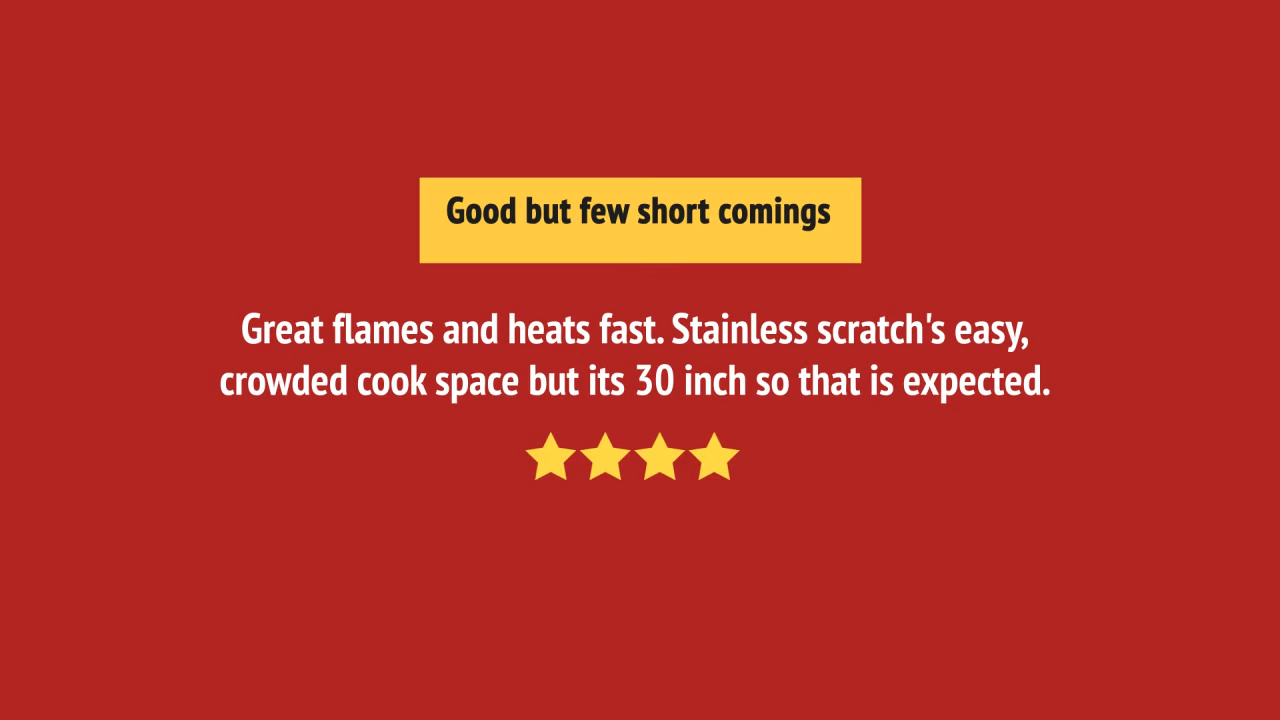 Good but few short comings
Great flames and heats fast. Stainless scratch's easy,
crowded cook space but its 30 inch so that is expected.